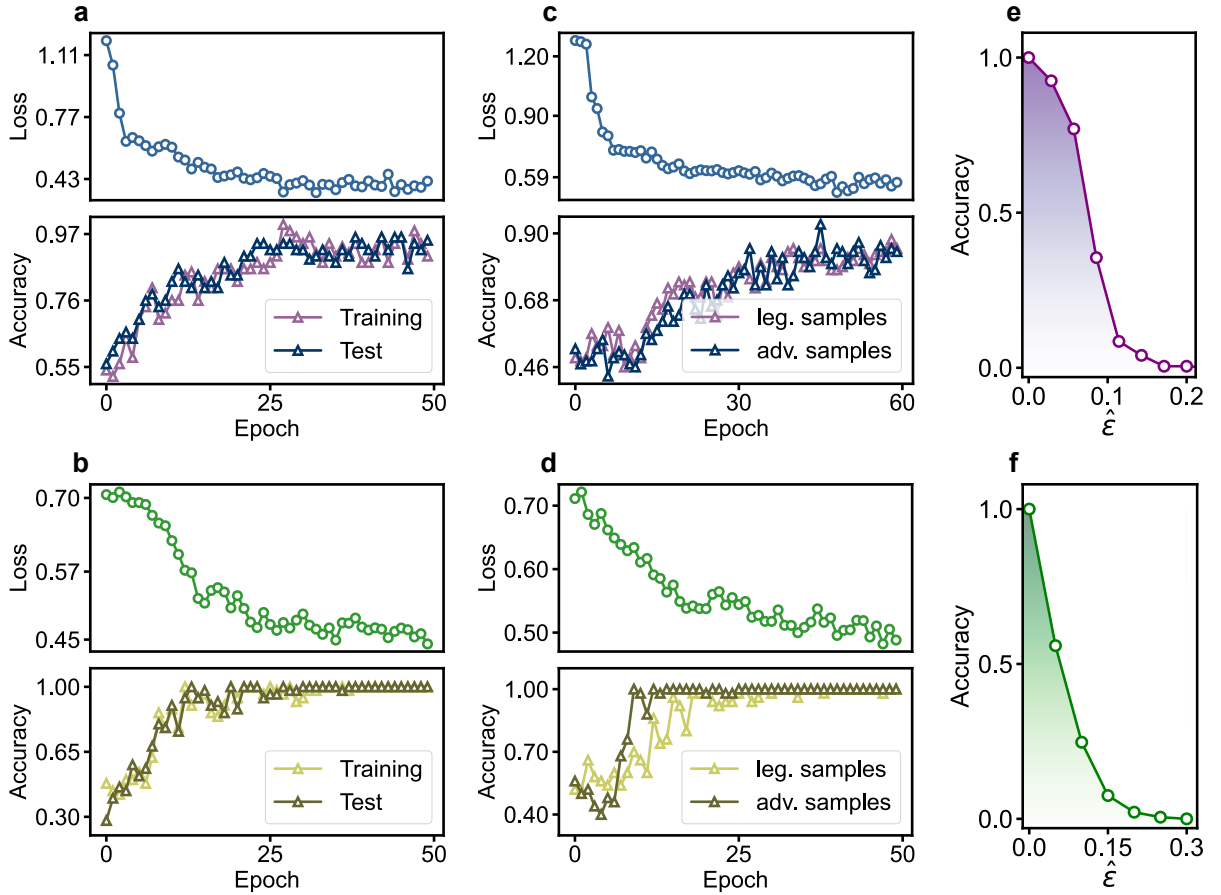 a
1.11
0.77
0.43
Loss
0.97
0.76
0.55
Accuracy
Training
Test
0
25
50
Epoch
c
1.20
0.90
0.59
Loss
0.90
0.68
0.46
Accuracy
leg. samples
adv. samples
0
30
60
Epoch
e
1.0
0.5
0.0
Accuracy
0.0
0.1
0.2
ε̂
b
0.70
0.57
0.45
Loss
1.00
0.65
0.30
Accuracy
Training
Test
0
25
50
Epoch
d
0.70
0.60
0.50
Loss
1.00
0.70
0.40
Accuracy
leg. samples
adv. samples
0
25
50
Epoch
f
1.0
0.5
0.0
Accuracy
0.0
0.15
0.3
ε̂